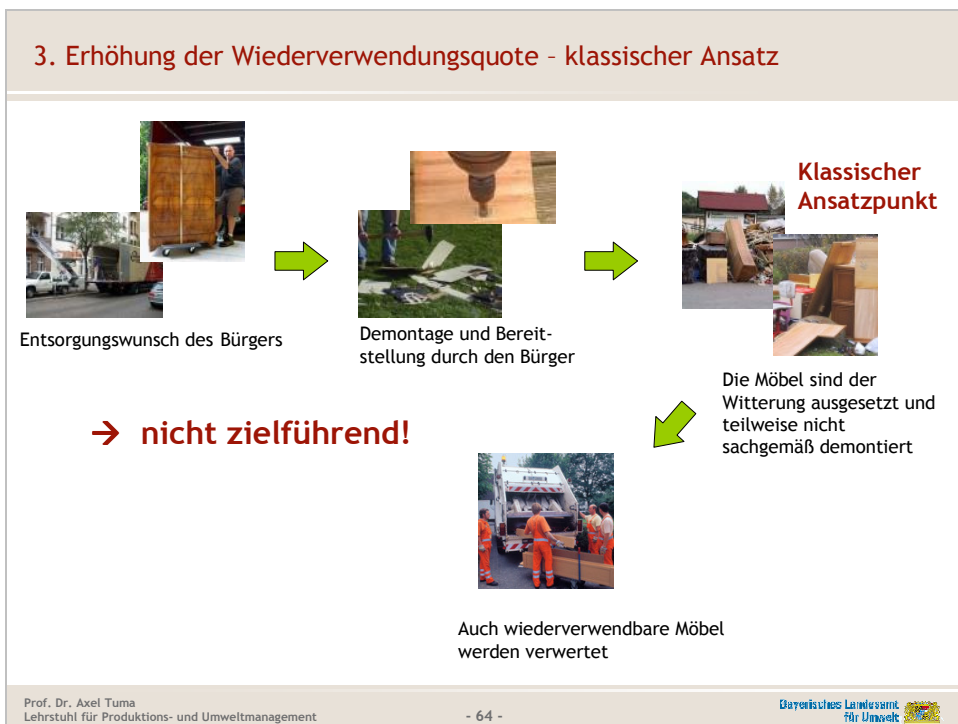 3. Erhöhung der Wiederverwendungsquote – klassischer Ansatz
Klassischer
Ansatzpunkt
Entsorgungswunsch des Bürgers
Demontage und Bereit-
stellung durch den Bürger
Die Möbel sind der
Witterung ausgesetzt und
teilweise nicht
sachgemäß demontiert
→ nicht zielführend!
Auch wiederverwendbare Möbel
werden verwertet
Prof. Dr. Axel Tuma
Lehrstuhl für Produktions- und Umweltmanagement
- 64 -
Bayerisches Landesamt
für Umwelt